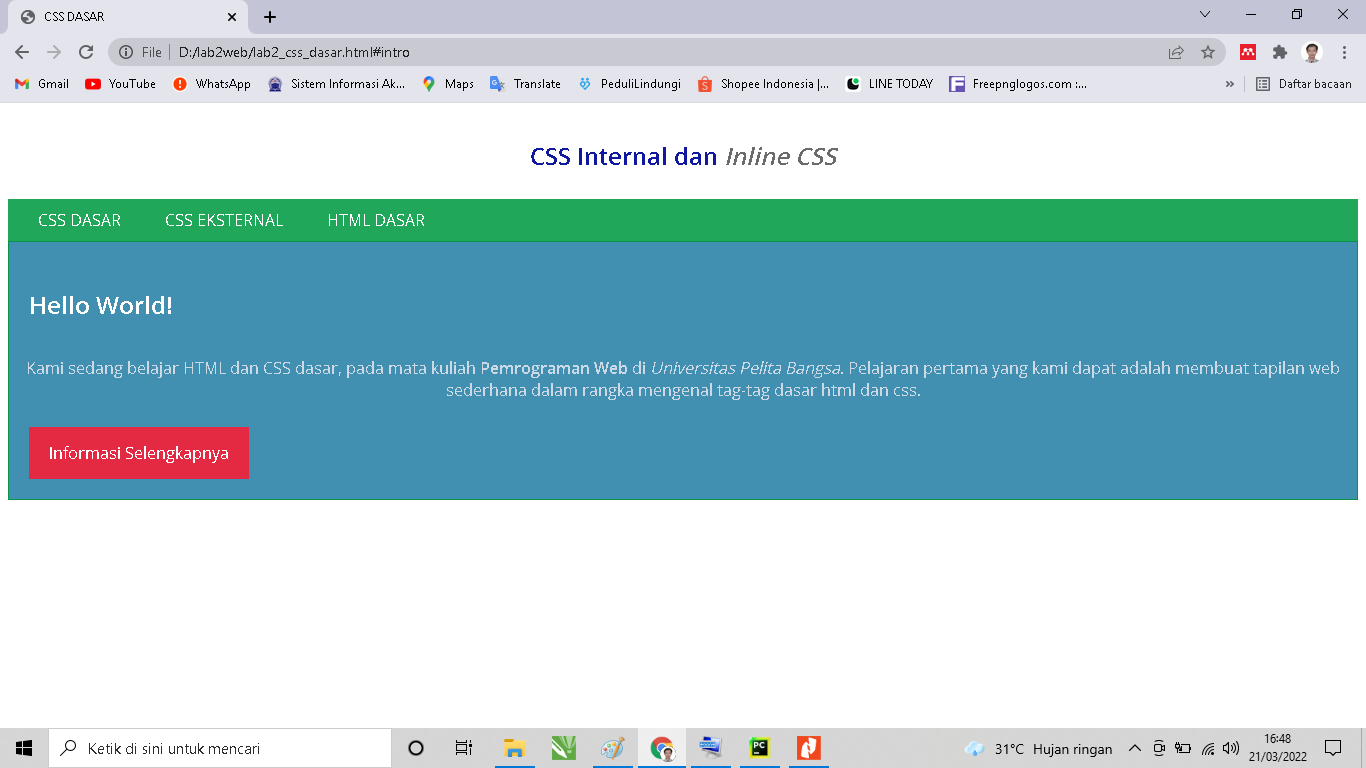 CSS DASAR
File | D:/lab2web/lab2_css_dasar.html#intro
Gmail YouTube WhatsApp Sistem Informasi Ak... Maps Translate PeduliLindungi Shopee Indonesia |... LINE TODAY Freepnglogos.com :... » Daftar bacaan
CSS Internal dan Inline CSS
CSS DASAR CSS EKSTERNAL HTML DASAR
Hello World!
Kami sedang belajar HTML dan CSS dasar, pada mata kuliah Pemrograman Web di Universitas Pelita Bangsa. Pelajaran pertama yang kami dapat adalah membuat tapilan web
sederhana dalam rangka mengenal tag-tag dasar html dan css.
Informasi Selengkapnya
Ketik di sini untuk mencari
PC
31°C Hujan ringan
16:48
21/03/2022